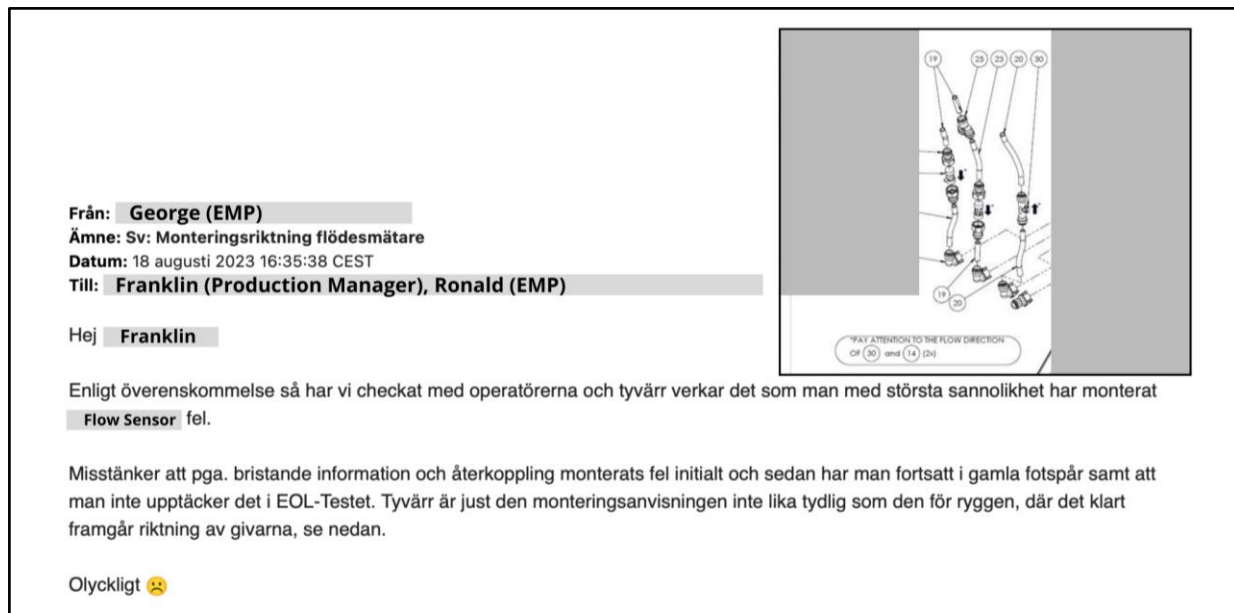 19 25 23 20 30
19 20
*PAY ATTENTION TO THE FLOW DIRECTION
OF 30 and 14 (2x)
Från: George (EMP)
Ämne: Sv: Monteringsriktning flödesmätare
Datum: 18 augusti 2023 16:35:38 CEST
Till: Franklin (Production Manager), Ronald (EMP)
Hej Franklin
Enligt överenskommelse så har vi checkat med operatörerna och tyvärr verkar det som man med största sannolikhet har monterat
Flow Sensor fel.
Misstänker att pga. bristande information och återkoppling monterats fel initialt och sedan har man fortsatt i gamla fotspår samt att
man inte upptäcker det i EOL-Testet. Tyvärr är just den monteringsanvisningen inte lika tydlig som den för ryggen, där det klart
framgår riktning av givarna, se nedan.
Olyckligt ☹️